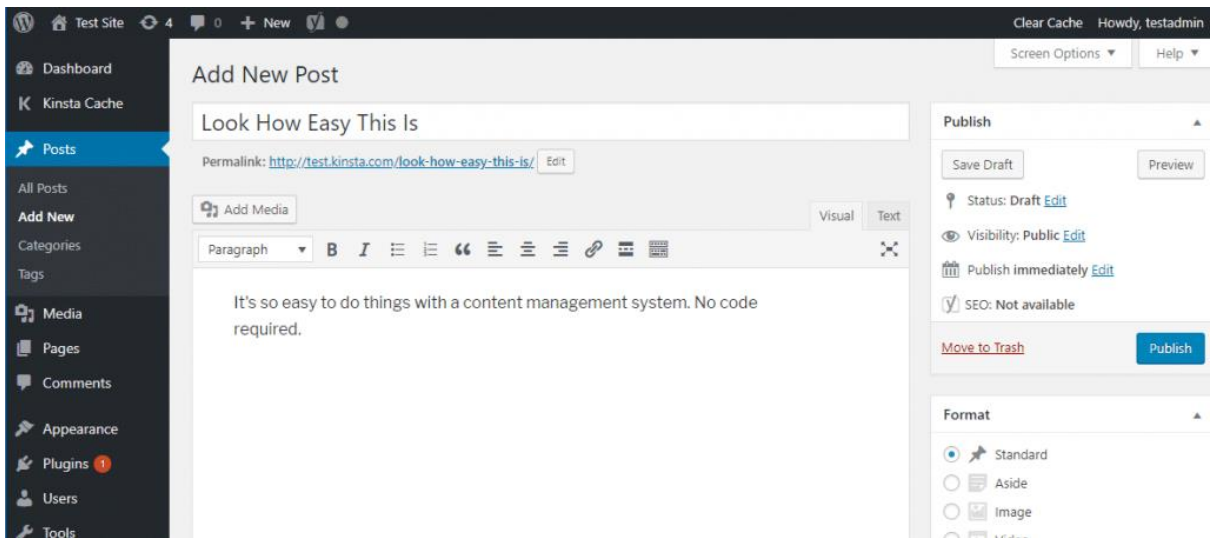 Test Site 4 0 + New Clear Cache Howdy, testadmin
Screen Options ▼ Help ▼
Dashboard
Kinsta Cache
Posts
All Posts
Add New
Categories
Tags
Media
Pages
Comments
Appearance
Plugins 1
Users
Tools
Add New Post
Look How Easy This Is
Permalink: http://test.kinsta.com/look-how-easy-this-is/ Edit
Add Media
Visual Text
Paragraph ▼ B I
It's so easy to do things with a content management system. No code
required.
Publish
Save Draft Preview
Status: Draft Edit
Visibility: Public Edit
Publish immediately Edit
SEO: Not available
Move to Trash Publish
Format
Standard
Aside
Image